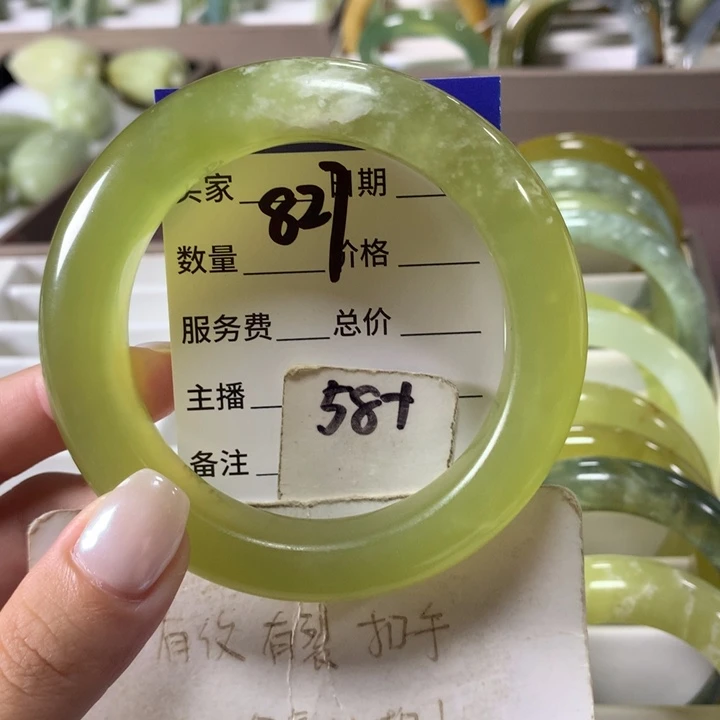 买家 日期
821
数量 价格
服务费 总价
主播
58+
备注
有纹 有裂 扣手